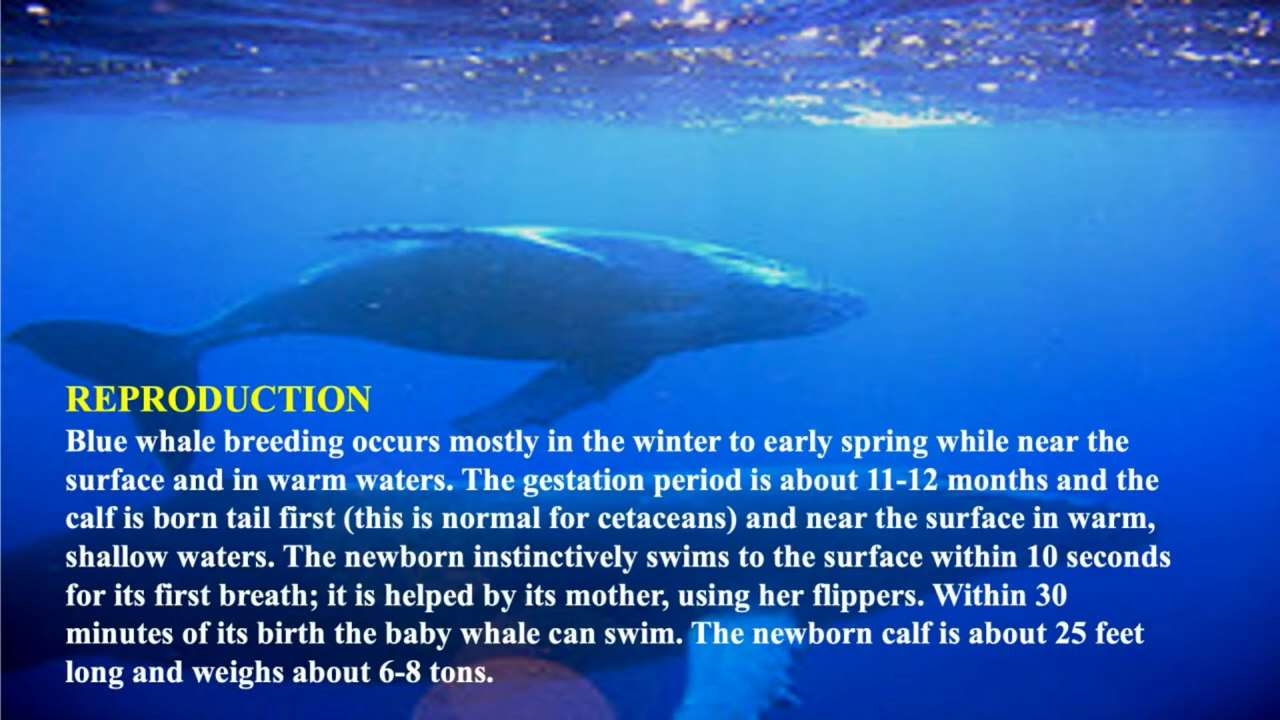 REPRODUCTION
Blue whale breeding occurs mostly in the winter to early spring while near the
surface and in warm waters. The gestation period is about 11-12 months and the
calf is born tail first (this is normal for cetaceans) and near the surface in warm,
shallow waters. The newborn instinctively swims to the surface within 10 seconds
for its first breath; it is helped by its mother, using her flippers. Within 30
minutes of its birth the baby whale can swim. The newborn calf is about 25 feet
long and weighs about 6-8 tons.